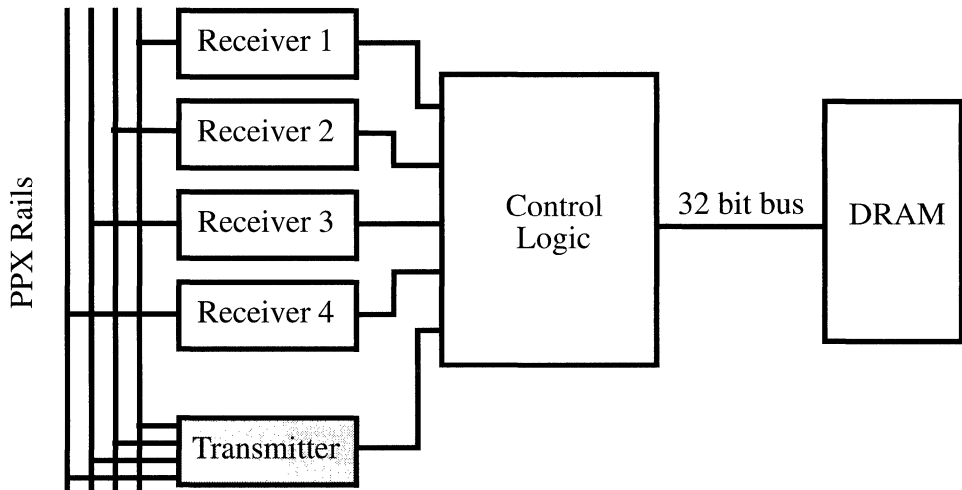 PPX Rails
Receiver 1
Receiver 2
Receiver 3
Receiver 4
Transmitter
Control
Logic
32 bit bus
DRAM